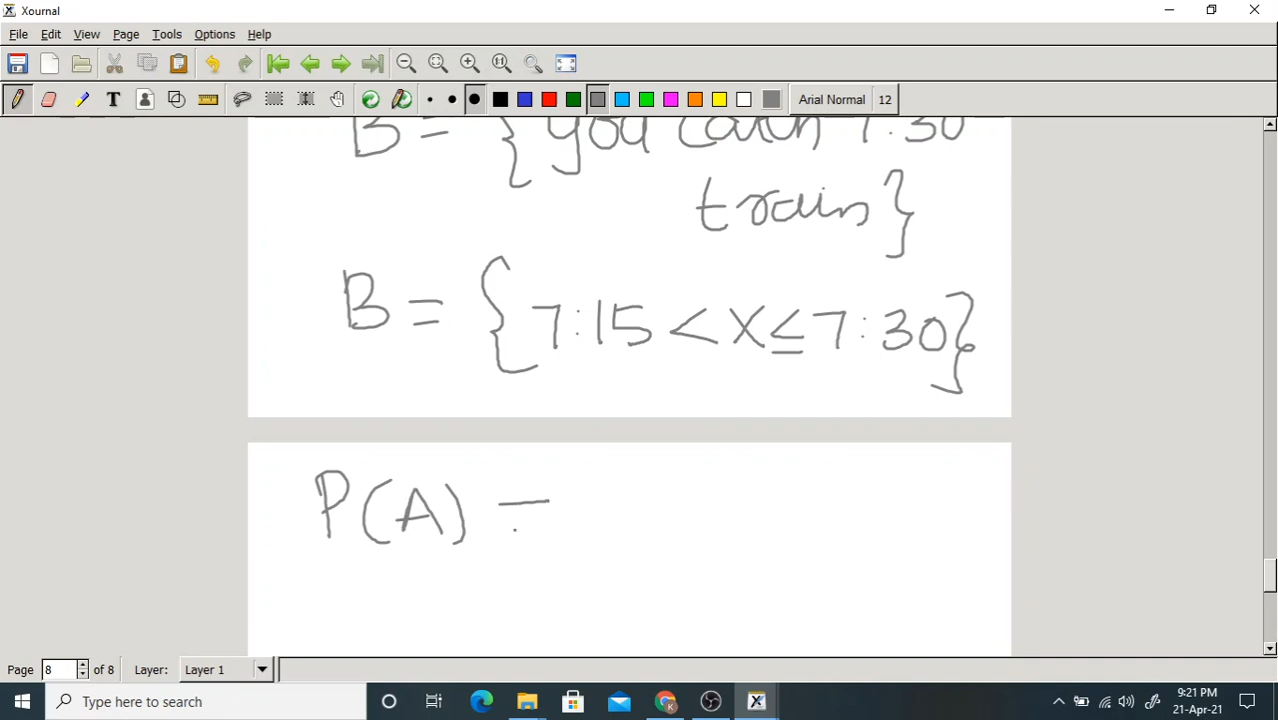 Xournal
File Edit View Page Tools Options Help
Arial Normal 12
B = {you catch 7:30
train}
B = {7:15 < X ≤ 7:30}
P(A) =
Page 8 of 8 Layer: Layer 1
Type here to search
9:21 PM
21-Apr-21